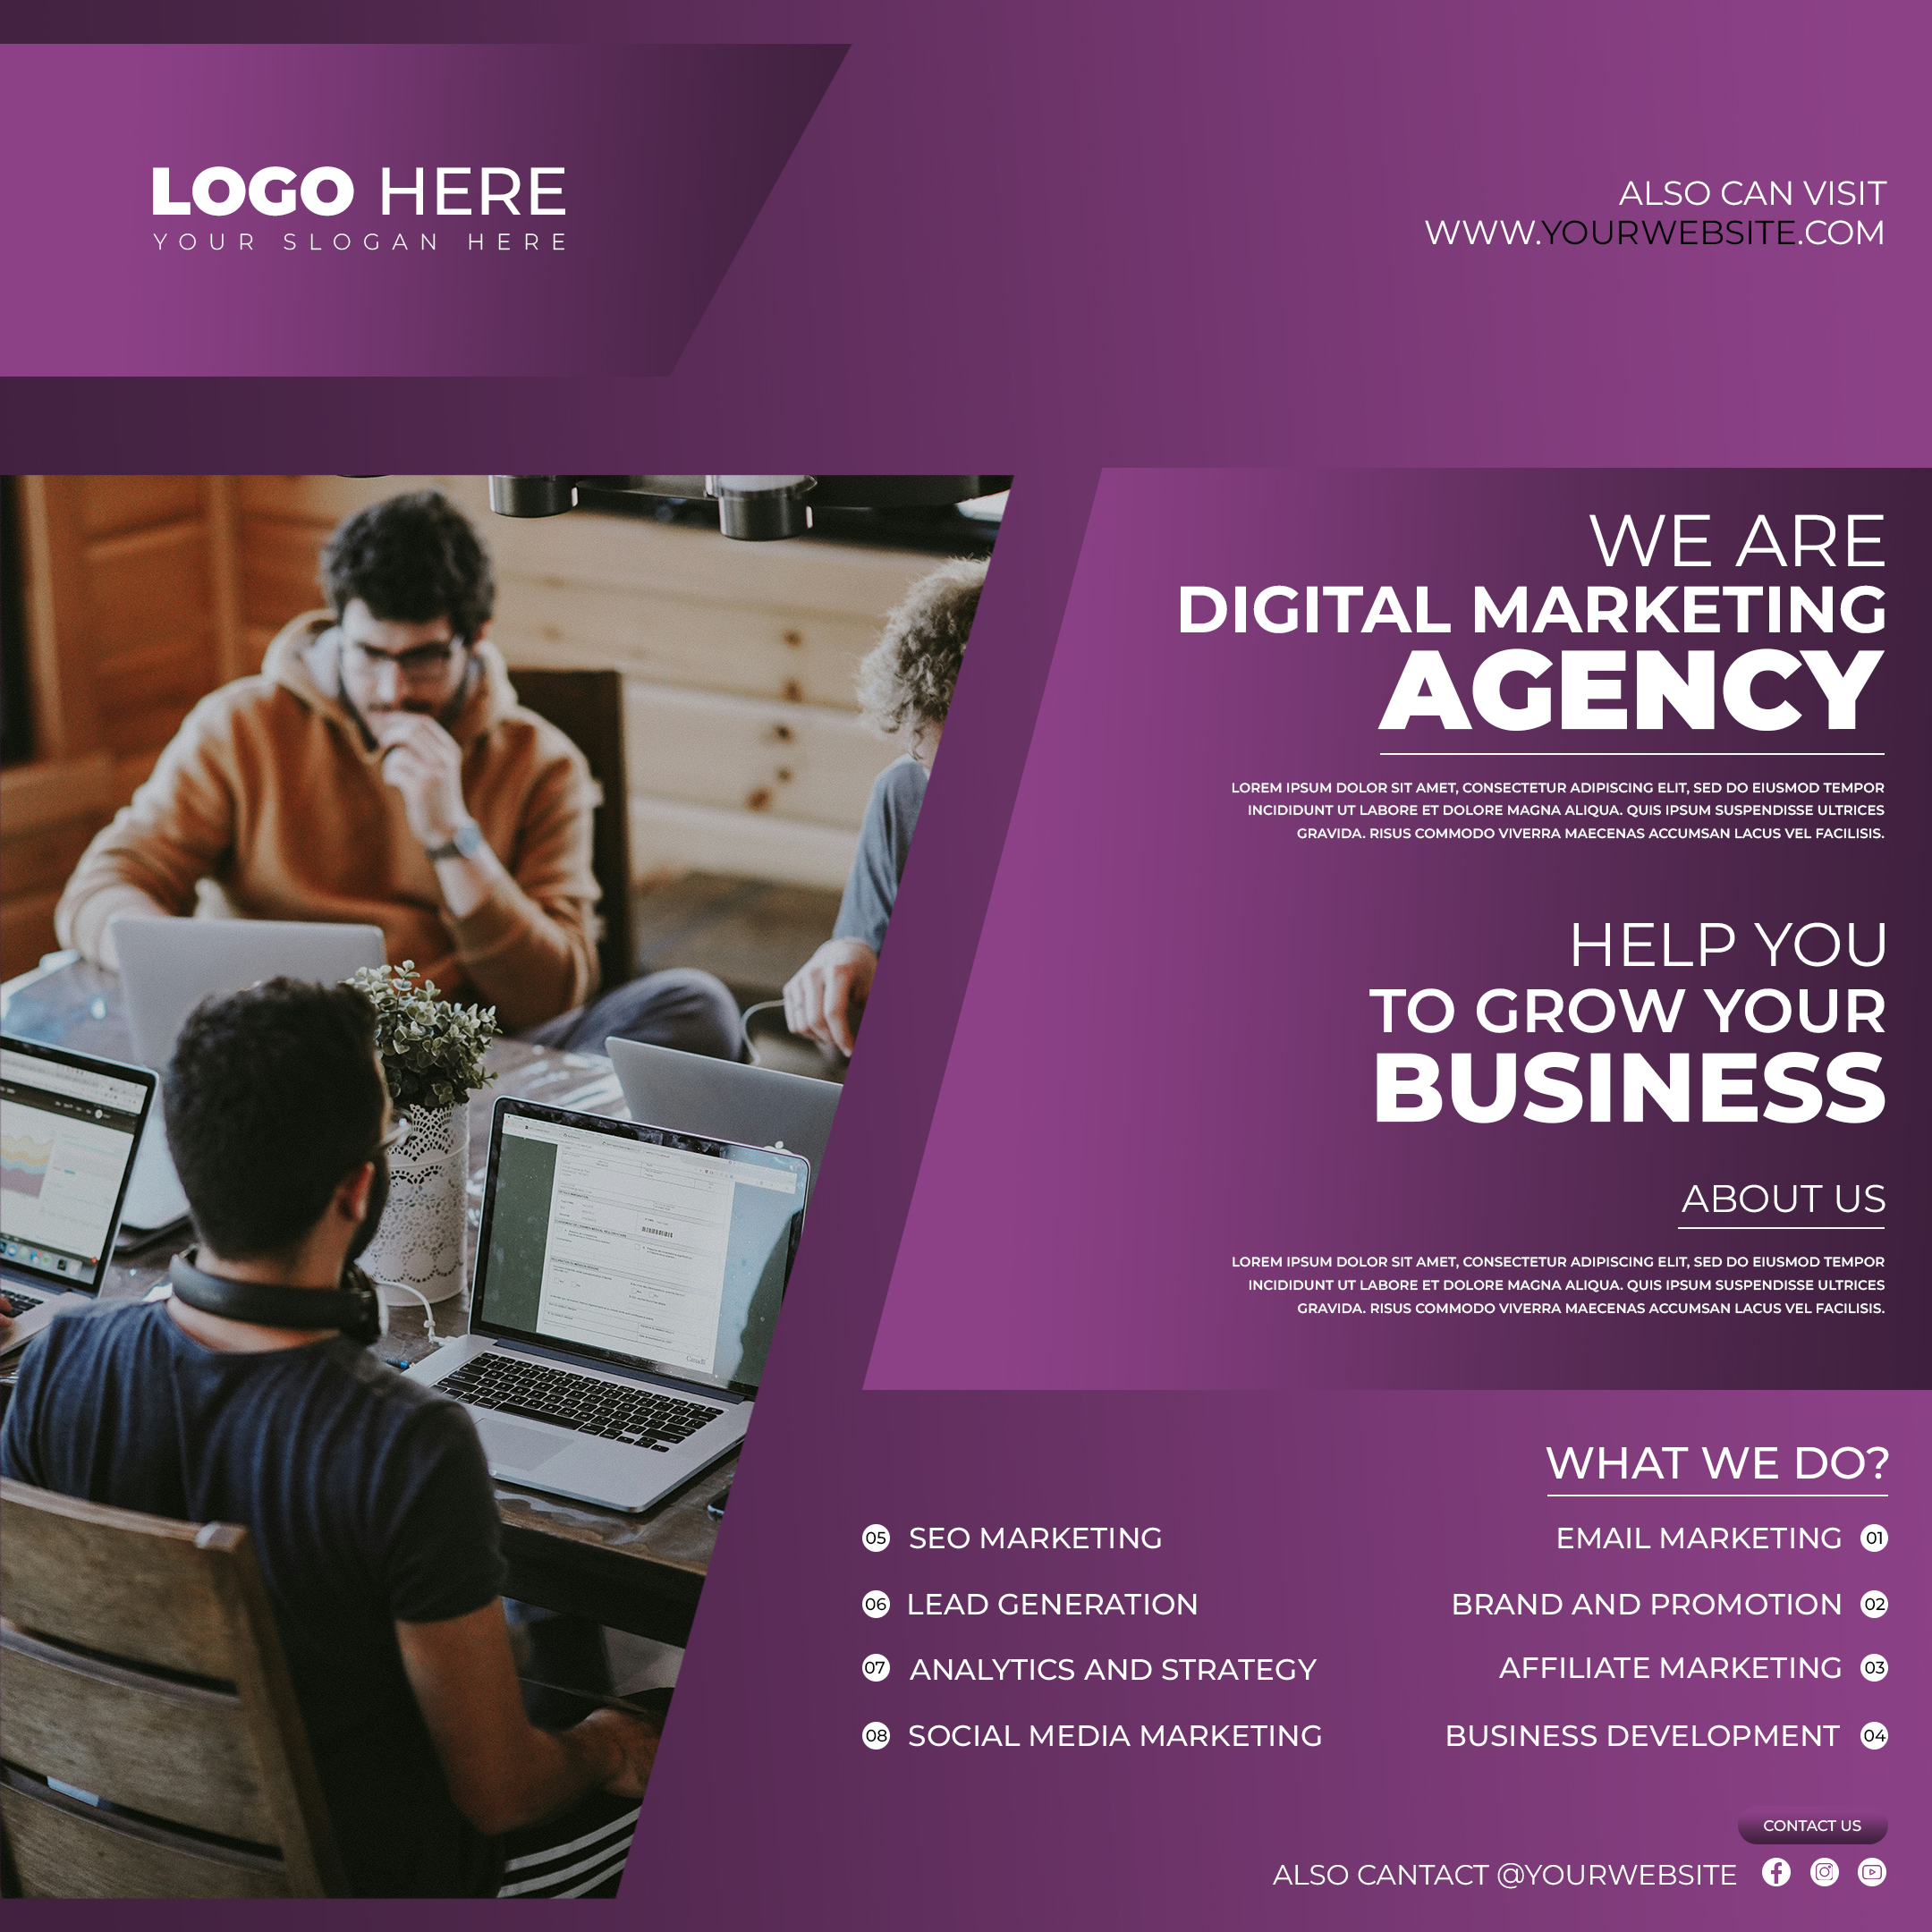 LOGO HERE
YOUR SLOGAN HERE
ALSO CAN VISIT
WWW.YOURWEBSITE.COM
WE ARE
DIGITAL MARKETING
AGENCY
LOREM IPSUM DOLOR SIT AMET, CONSECTETUR ADIPISCING ELIT, SED DO EIUSMOD TEMPOR
INCIDIDUNT UT LABORE ET DOLORE MAGNA ALIQUA. QUIS IPSUM SUSPENDISSE ULTRICES
GRAVIDA. RISUS COMMODO VIVERRA MAECENAS ACCUMSAN LACUS VEL FACILISIS.
HELP YOU
TO GROW YOUR
BUSINESS
ABOUT US
LOREM IPSUM DOLOR SIT AMET, CONSECTETUR ADIPISCING ELIT, SED DO EIUSMOD TEMPOR
INCIDIDUNT UT LABORE ET DOLORE MAGNA ALIQUA. QUIS IPSUM SUSPENDISSE ULTRICES
GRAVIDA. RISUS COMMODO VIVERRA MAECENAS ACCUMSAN LACUS VEL FACILISIS.
WHAT WE DO?
EMAIL MARKETING 01
BRAND AND PROMOTION 02
AFFILIATE MARKETING 03
BUSINESS DEVELOPMENT 04
05 SEO MARKETING
06 LEAD GENERATION
07 ANALYTICS AND STRATEGY
08 SOCIAL MEDIA MARKETING
CONTACT US
ALSO CANTACT @YOURWEBSITE
Canada